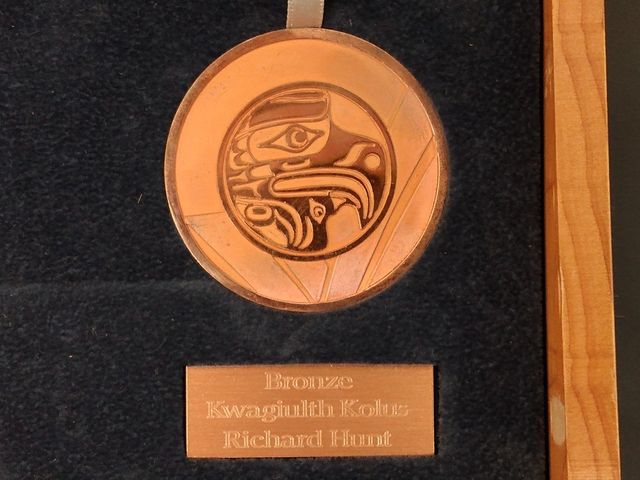 Bronze
Kwagiulth Kolus
Richard Hunt